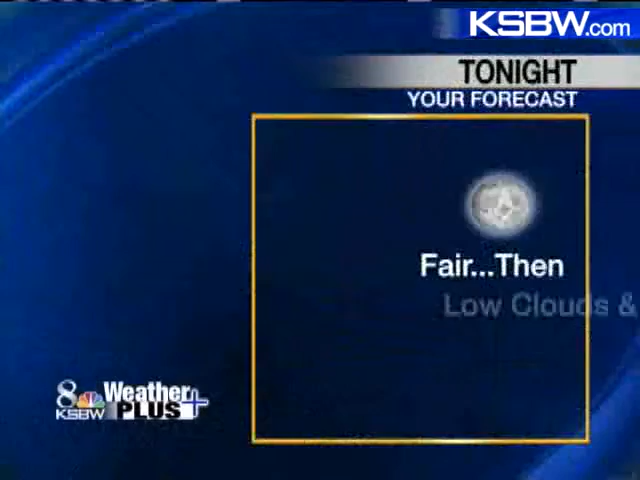 KSBW.com
TONIGHT
YOUR FORECAST
Fair...Then
Low Clouds &
8 Weather
KSBW PLUS+